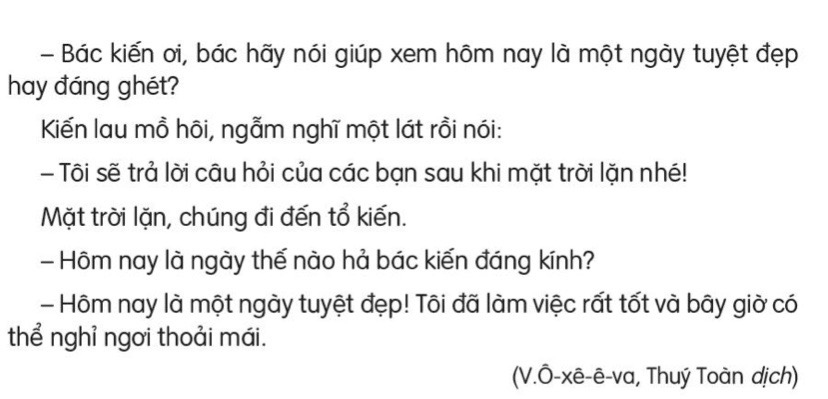 – Bác kiến ơi, bác hãy nói giúp xem hôm nay là một ngày tuyệt đẹp
hay đáng ghét?
Kiến lau mồ hôi, ngẫm nghĩ một lát rồi nói:
– Tôi sẽ trả lời câu hỏi của các bạn sau khi mặt trời lặn nhé!
Mặt trời lặn, chúng đi đến tổ kiến.
– Hôm nay là ngày thế nào hả bác kiến đáng kính?
– Hôm nay là một ngày tuyệt đẹp! Tôi đã làm việc rất tốt và bây giờ có
thể nghỉ ngơi thoải mái.
(V.Ô-xê-ê-va, Thuý Toàn dịch)